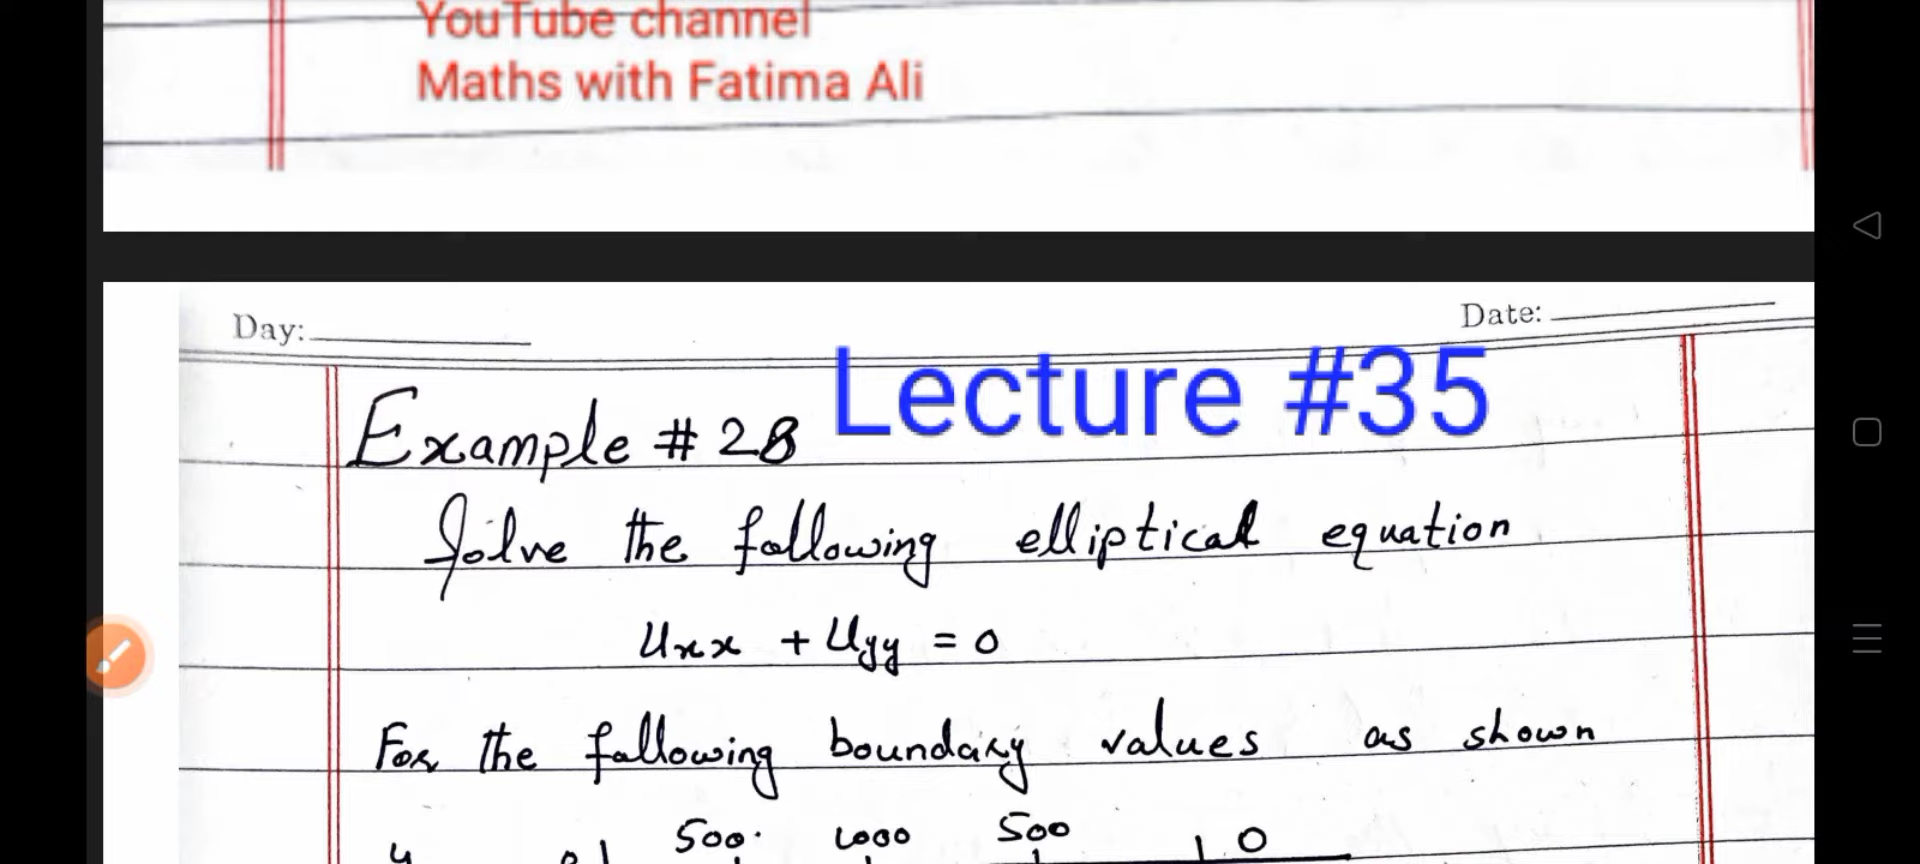 YouTube channel
Maths with Fatima Ali
Day:
Date:
Lecture #35
Example # 28
Solve the following elliptical equation
Uxx + Uyy = 0
For the following boundary values as shown
500 1000 500 0